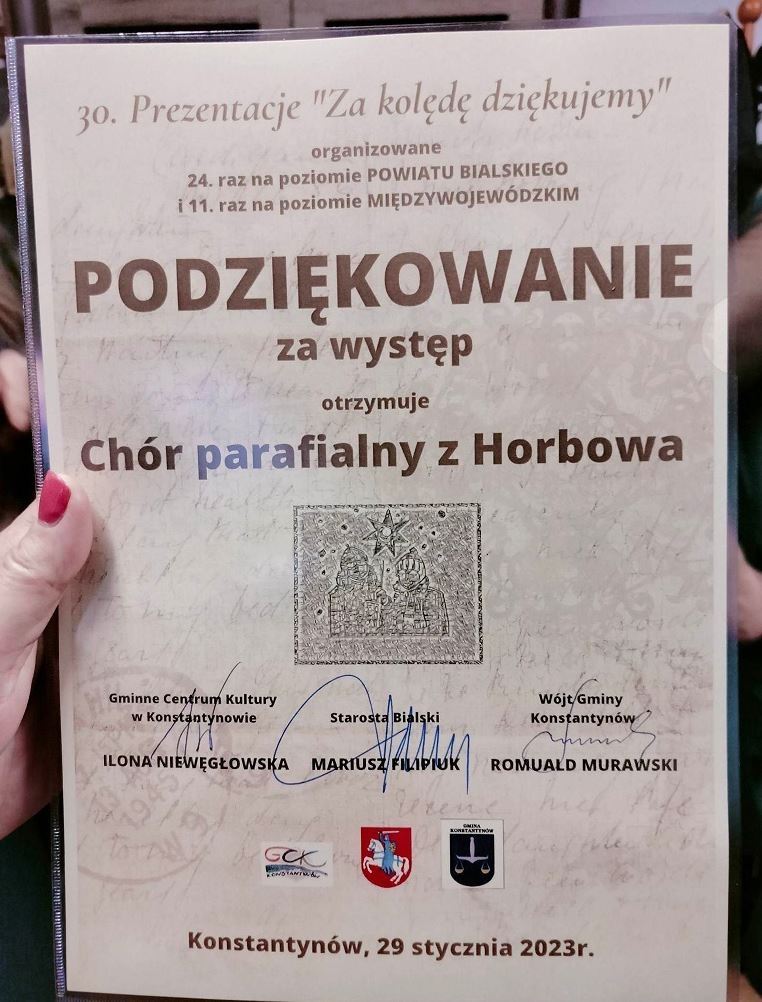 30. Prezentacje "Za kolędę dziękujemy"
organizowane
24. raz na poziomie POWIATU BIALSKIEGO
i 11. raz na poziomie MIĘDZYWOJEWÓDZKIM
PODZIĘKOWANIE
za występ
otrzymuje
Chór parafialny z Horbowa
Gminne Centrum Kultury
w Konstantynowie
ILONA NIEWĘGŁOWSKA
Starosta Bialski
MARIUSZ FILIPIUK
Wójt Gminy
Konstantynów
ROMUALD MURAWSKI
GCK
KONSTANTYNÓW
GMINA
KONSTANTYNÓW
Konstantynów, 29 stycznia 2023r.